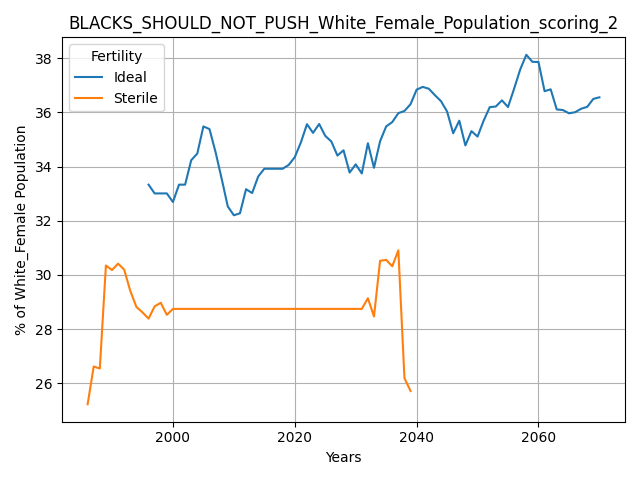 BLACKS_SHOULD_NOT_PUSH_White_Female_Population_scoring_2
Fertility
Ideal
Sterile
% of White_Female Population
38
36
34
32
30
28
26
2000
2020
2040
2060
Years